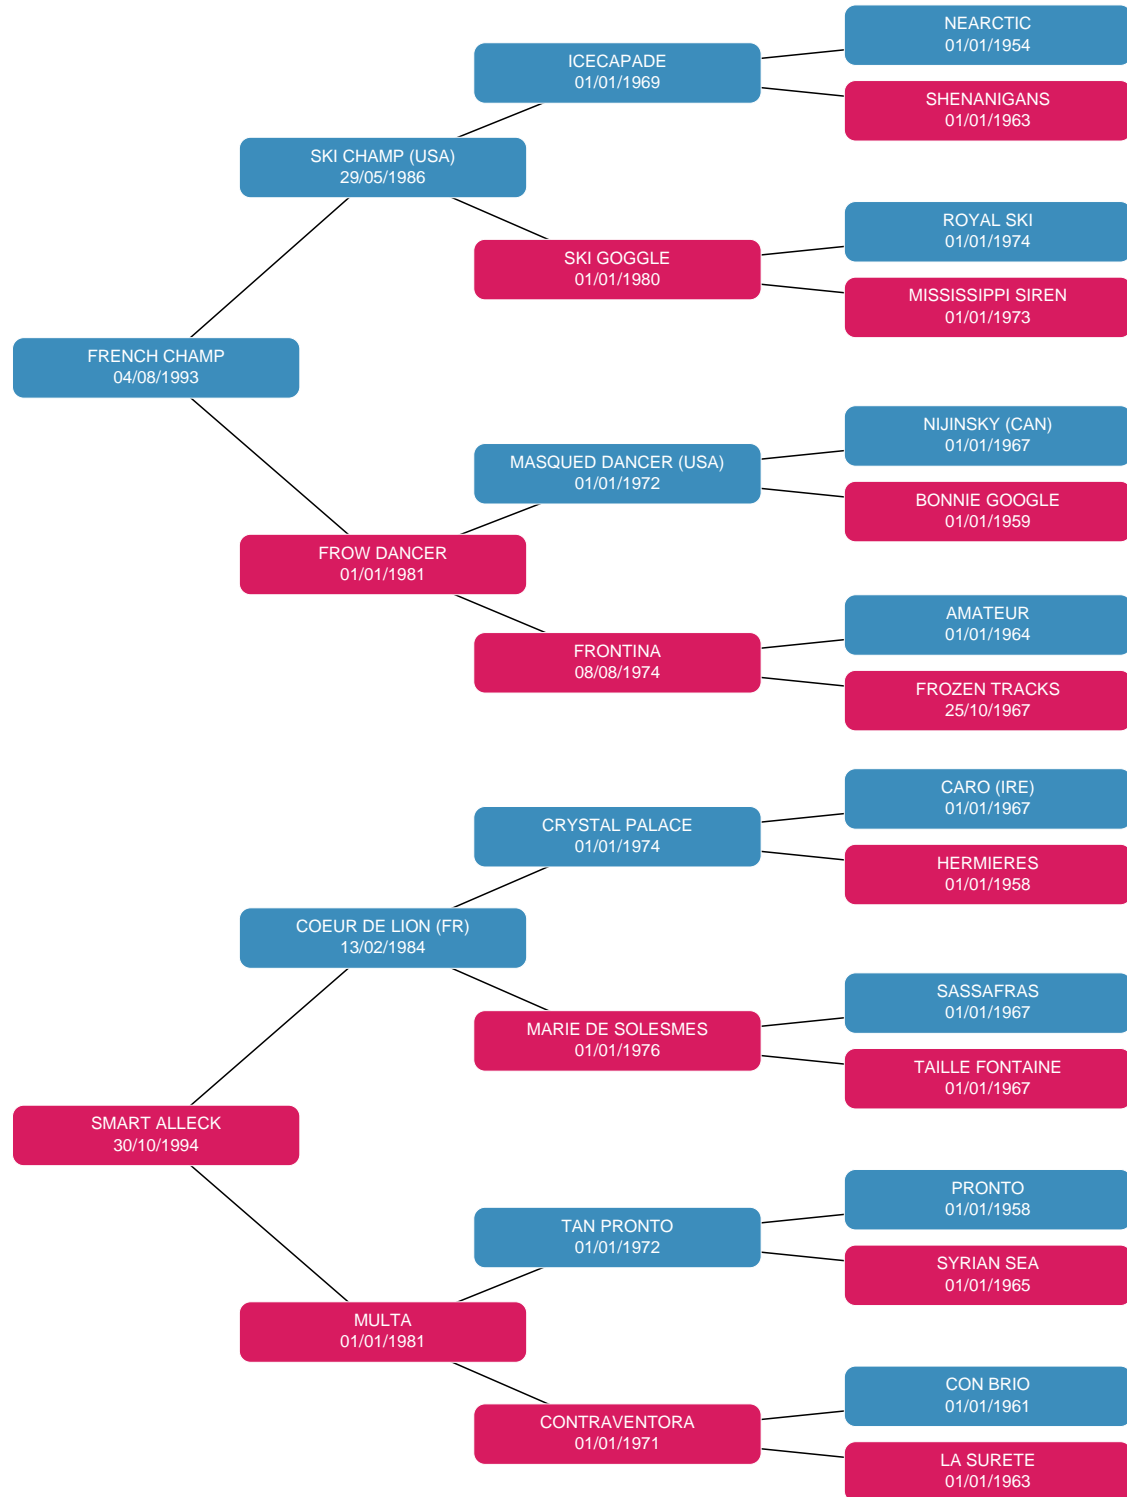 NEARCTIC
01/01/1954
ICECAPADE
01/01/1969
SHENANIGANS
01/01/1963
SKI CHAMP (USA)
29/05/1986
ROYAL SKI
01/01/1974
SKI GOGGLE
01/01/1980
MISSISSIPPI SIREN
01/01/1973
FRENCH CHAMP
04/08/1993
NIJINSKY (CAN)
01/01/1967
MASQUED DANCER (USA)
01/01/1972
BONNIE GOOGLE
01/01/1959
FROW DANCER
01/01/1981
AMATEUR
01/01/1964
FRONTINA
08/08/1974
FROZEN TRACKS
25/10/1967
CARO (IRE)
01/01/1967
CRYSTAL PALACE
01/01/1974
HERMIERES
01/01/1958
COEUR DE LION (FR)
13/02/1984
SASSAFRAS
01/01/1967
MARIE DE SOLESMES
01/01/1976
TAILLE FONTAINE
01/01/1967
SMART ALLECK
30/10/1994
PRONTO
01/01/1958
TAN PRONTO
01/01/1972
SYRIAN SEA
01/01/1965
MULTA
01/01/1981
CON BRIO
01/01/1961
CONTRAVENTORA
01/01/1971
LA SURETE
01/01/1963